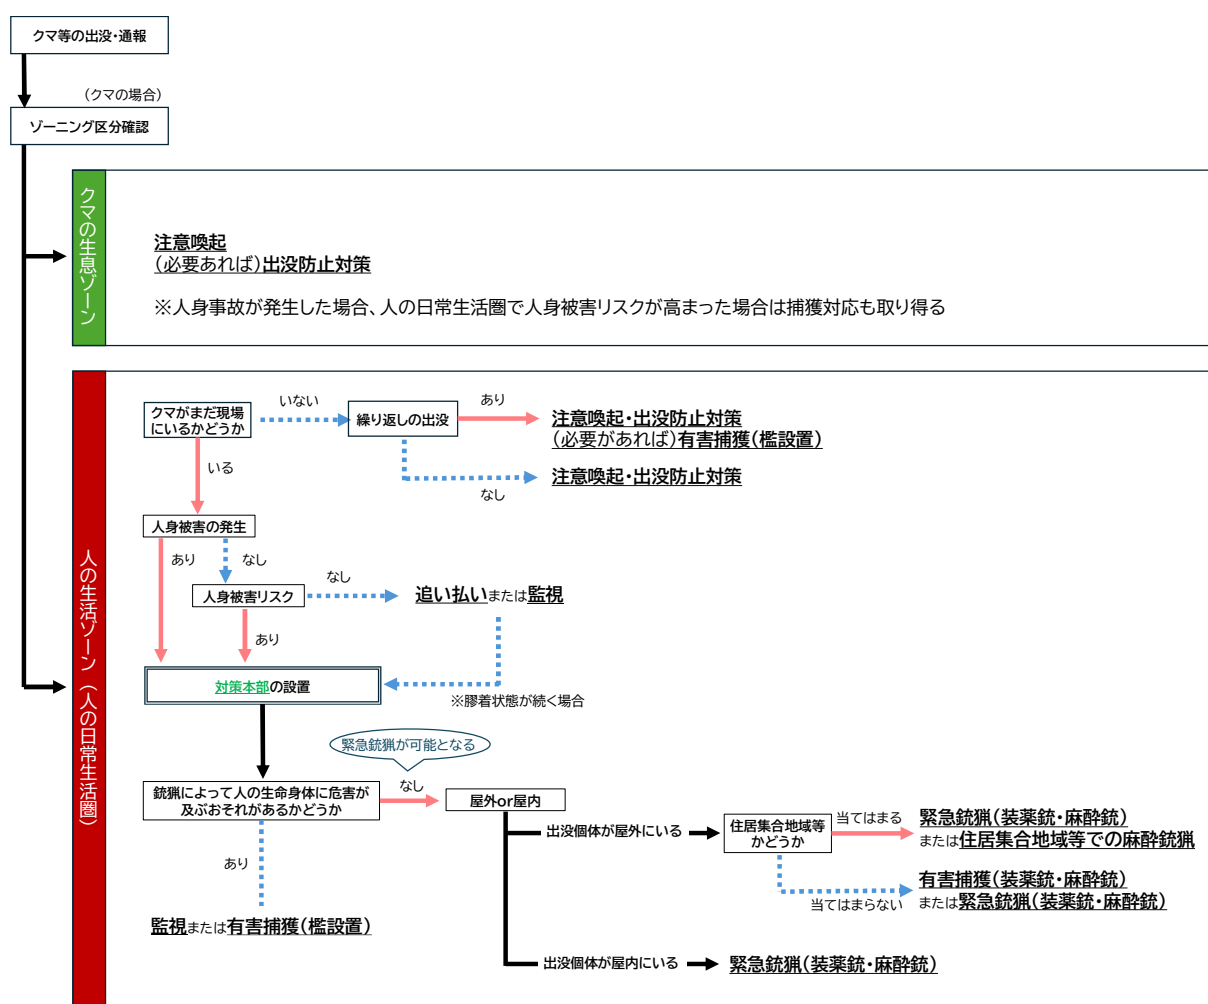 クマ等の出没・通報
(クマの場合)
ゾーニング区分確認
クマの生息ゾーン
注意喚起
(必要あれば)出没防止対策
※人身事故が発生した場合、人の日常生活圏で人身被害リスクが高まった場合は捕獲対応も取り得る
人の生活ゾーン(人の日常生活圏)
クマがまだ現場
にいるかどうか
いない
繰り返しの出没
あり
注意喚起・出没防止対策
(必要があれば)有害捕獲(檻設置)
なし
注意喚起・出没防止対策
いる
人身被害の発生
あり
なし
人身被害リスク
なし
追い払いまたは監視
あり
対策本部の設置
※膠着状態が続く場合
緊急銃猟が可能となる
銃猟によって人の生命身体に危害が
及ぶおそれがあるかどうか
なし
屋外or屋内
あり
監視または有害捕獲(檻設置)
出没個体が屋外にいる
住居集合地域等
かどうか
当てはまる
緊急銃猟(装薬銃・麻酔銃)
または住居集合地域等での麻酔銃猟
当てはまらない
有害捕獲(装薬銃・麻酔銃)
または緊急銃猟(装薬銃・麻酔銃)
出没個体が屋内にいる
緊急銃猟(装薬銃・麻酔銃)